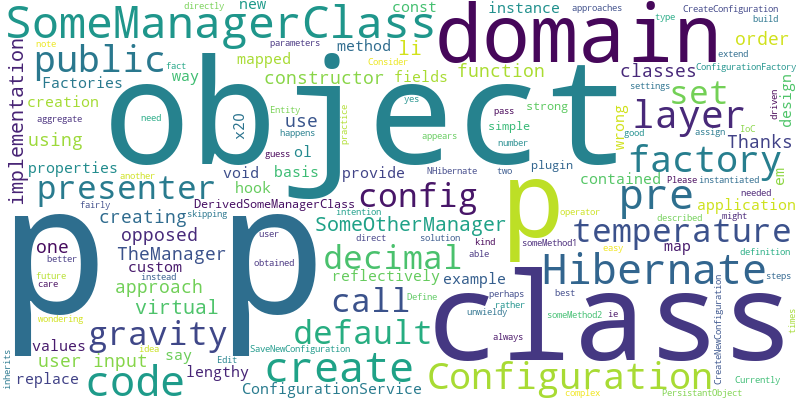 directly
const
instance
approaches
CreateConfiguration
SomeManagerClass
domain
new
type
build
public
method
li
Consider
order
Factories
mapped
function
note
parameters
classes
extend
ConfigurationFactory
fact
way
constructor
fields
set
settings
driven
implementation
creation
object
aggregate
x20
use
Entity
need
yes
pass
strong
layer
IoC
design
using
happens
practice
appears
simple
number
wrong
good
assign
Thanks
properties
void
ol
basis
provide
guess
NHibernate
two
plugin
factory
another
hook
contained
Please
instantiated
em
presenter
DerivedSomeManagerClass
config
p
pre
application
fairly
skipping
creating
SomeOtherManager
intention
operator
needed
described
might
one
opposed
user
direct
solution
kind
someMethod1
temperature
better
TheManager
decimal
able
easy
map
definition
future
instead
custom
obtained
reflectively
example
perhaps
rather
Hibernate
steps
care
approach
call
class
best
p
p
virtual
unwieldy
someMethod2
ie
Define
times
wondering
gravity
default
always
values
idea
say
Edit
SaveNewConfiguration
create
Configuration
CreateNewConfiguration
Currently
user input
code
replace
lengthy
ConfigurationService
complex
PersistantObject
inherits